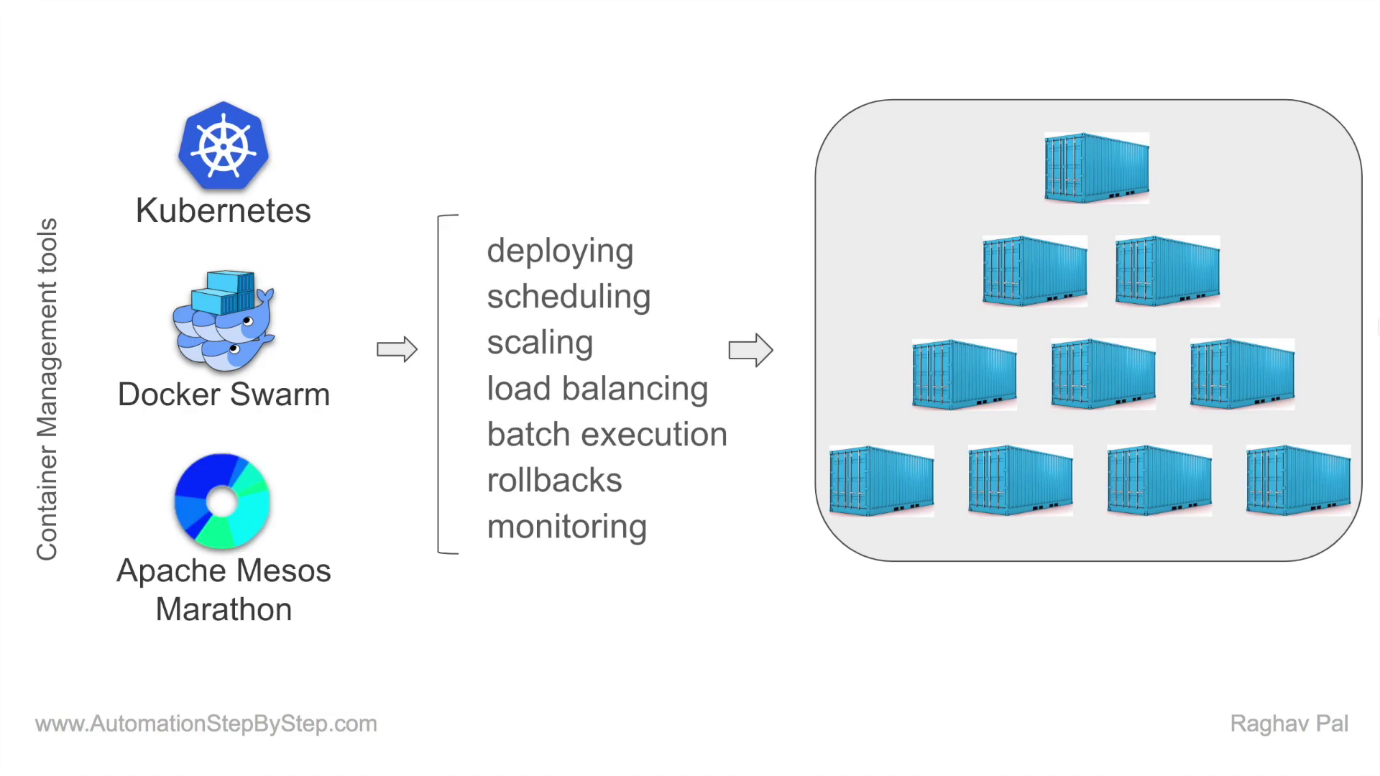 Container Management tools
Kubernetes
Docker Swarm
Apache Mesos
Marathon
deploying
scheduling
scaling
load balancing
batch execution
rollbacks
monitoring
www.AutomationStepByStep.com
Raghav Pal